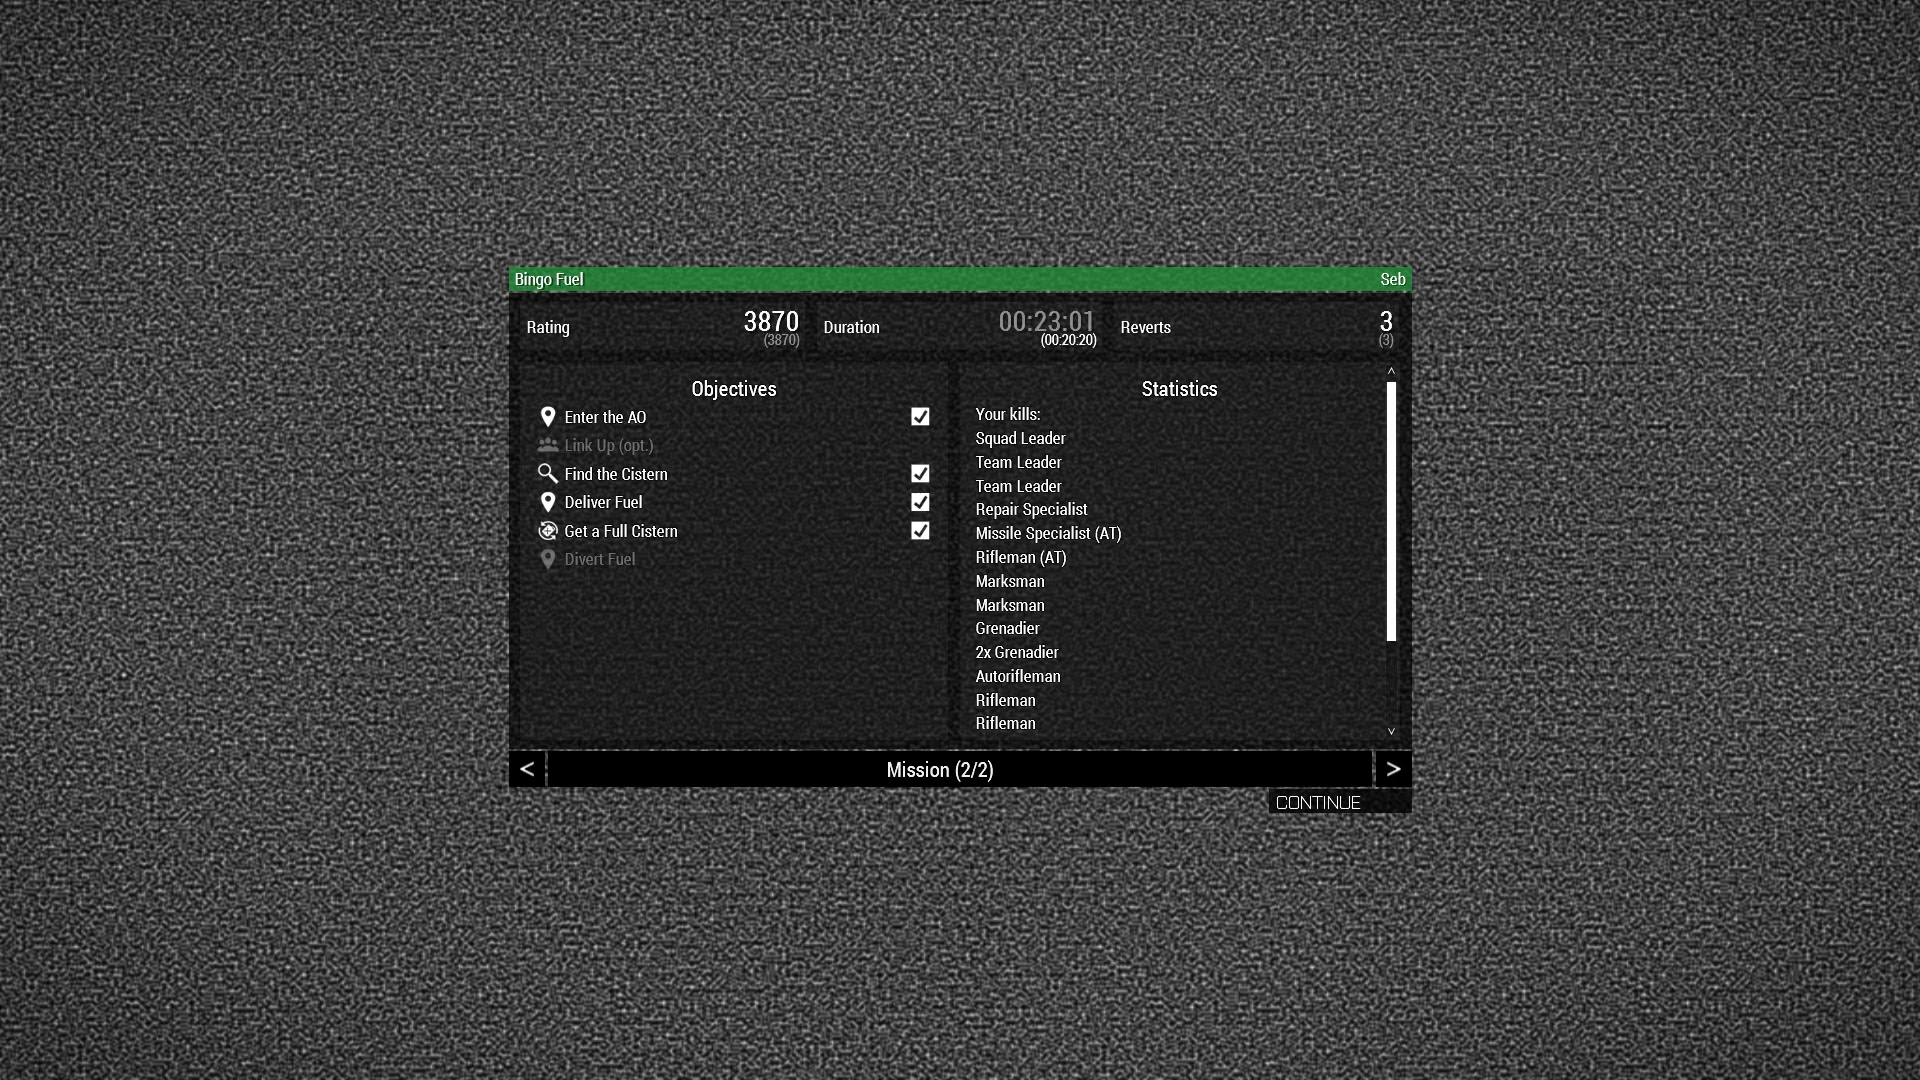 Bingo Fuel Seb
Rating 3870 (3870) Duration 00:23:01 (00:20:20) Reverts 3 (3)
Objectives
Enter the AO
Link Up (opt.)
Find the Cistern
Deliver Fuel
Get a Full Cistern
Divert Fuel
Statistics
Your kills:
Squad Leader
Team Leader
Team Leader
Repair Specialist
Missile Specialist (AT)
Rifleman (AT)
Marksman
Marksman
Grenadier
2x Grenadier
Autorifleman
Rifleman
Rifleman
< Mission (2/2) >
CONTINUE